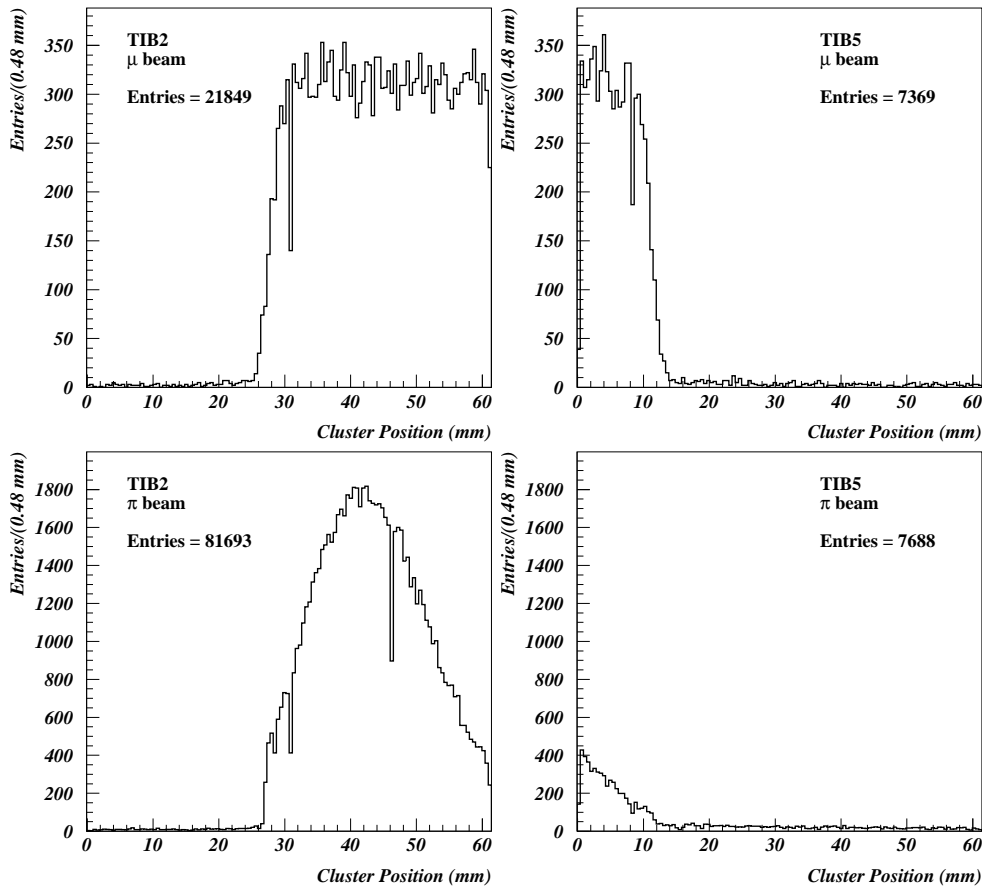 Entries/(0.48 mm)
350
300
250
200
150
100
50
0
TIB2
μ beam
Entries = 21849
0 10 20 30 40 50 60
Cluster Position (mm)
Entries/(0.48 mm)
350
300
250
200
150
100
50
0
TIB5
μ beam
Entries = 7369
0 10 20 30 40 50 60
Cluster Position (mm)
Entries/(0.48 mm)
1800
1600
1400
1200
1000
800
600
400
200
0
TIB2
π beam
Entries = 81693
0 10 20 30 40 50 60
Cluster Position (mm)
Entries/(0.48 mm)
1800
1600
1400
1200
1000
800
600
400
200
0
TIB5
π beam
Entries = 7688
0 10 20 30 40 50 60
Cluster Position (mm)